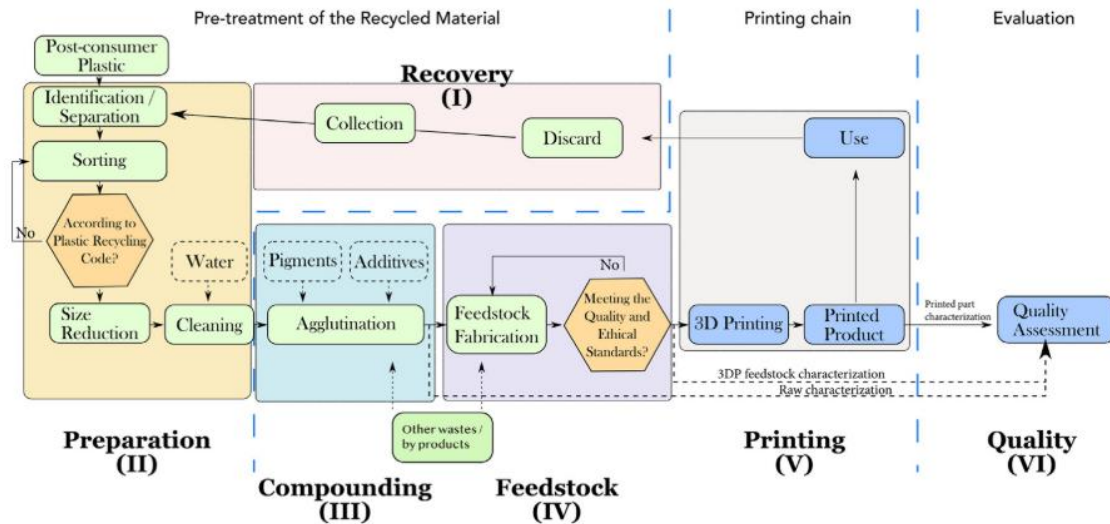 Pre-treatment of the Recycled Material
Printing chain
Evaluation
Post-consumer
Plastic
Recovery
(I)
Identification /
Separation
Collection
Discard
Use
Sorting
According to
Plastic Recycling
Code?
No
Water
Pigments
Additives
No
Size
Reduction
Cleaning
Agglutination
Feedstock
Fabrication
Meeting the
Quality and
Ethical
Standards?
3D Printing
Printed
Product
Printed part
characterization
Quality
Assessment
3DP feedstock characterization
Raw characterization
Other wastes /
by products
Preparation
(II)
Compounding
(III)
Feedstock
(IV)
Printing
(V)
Quality
(VI)